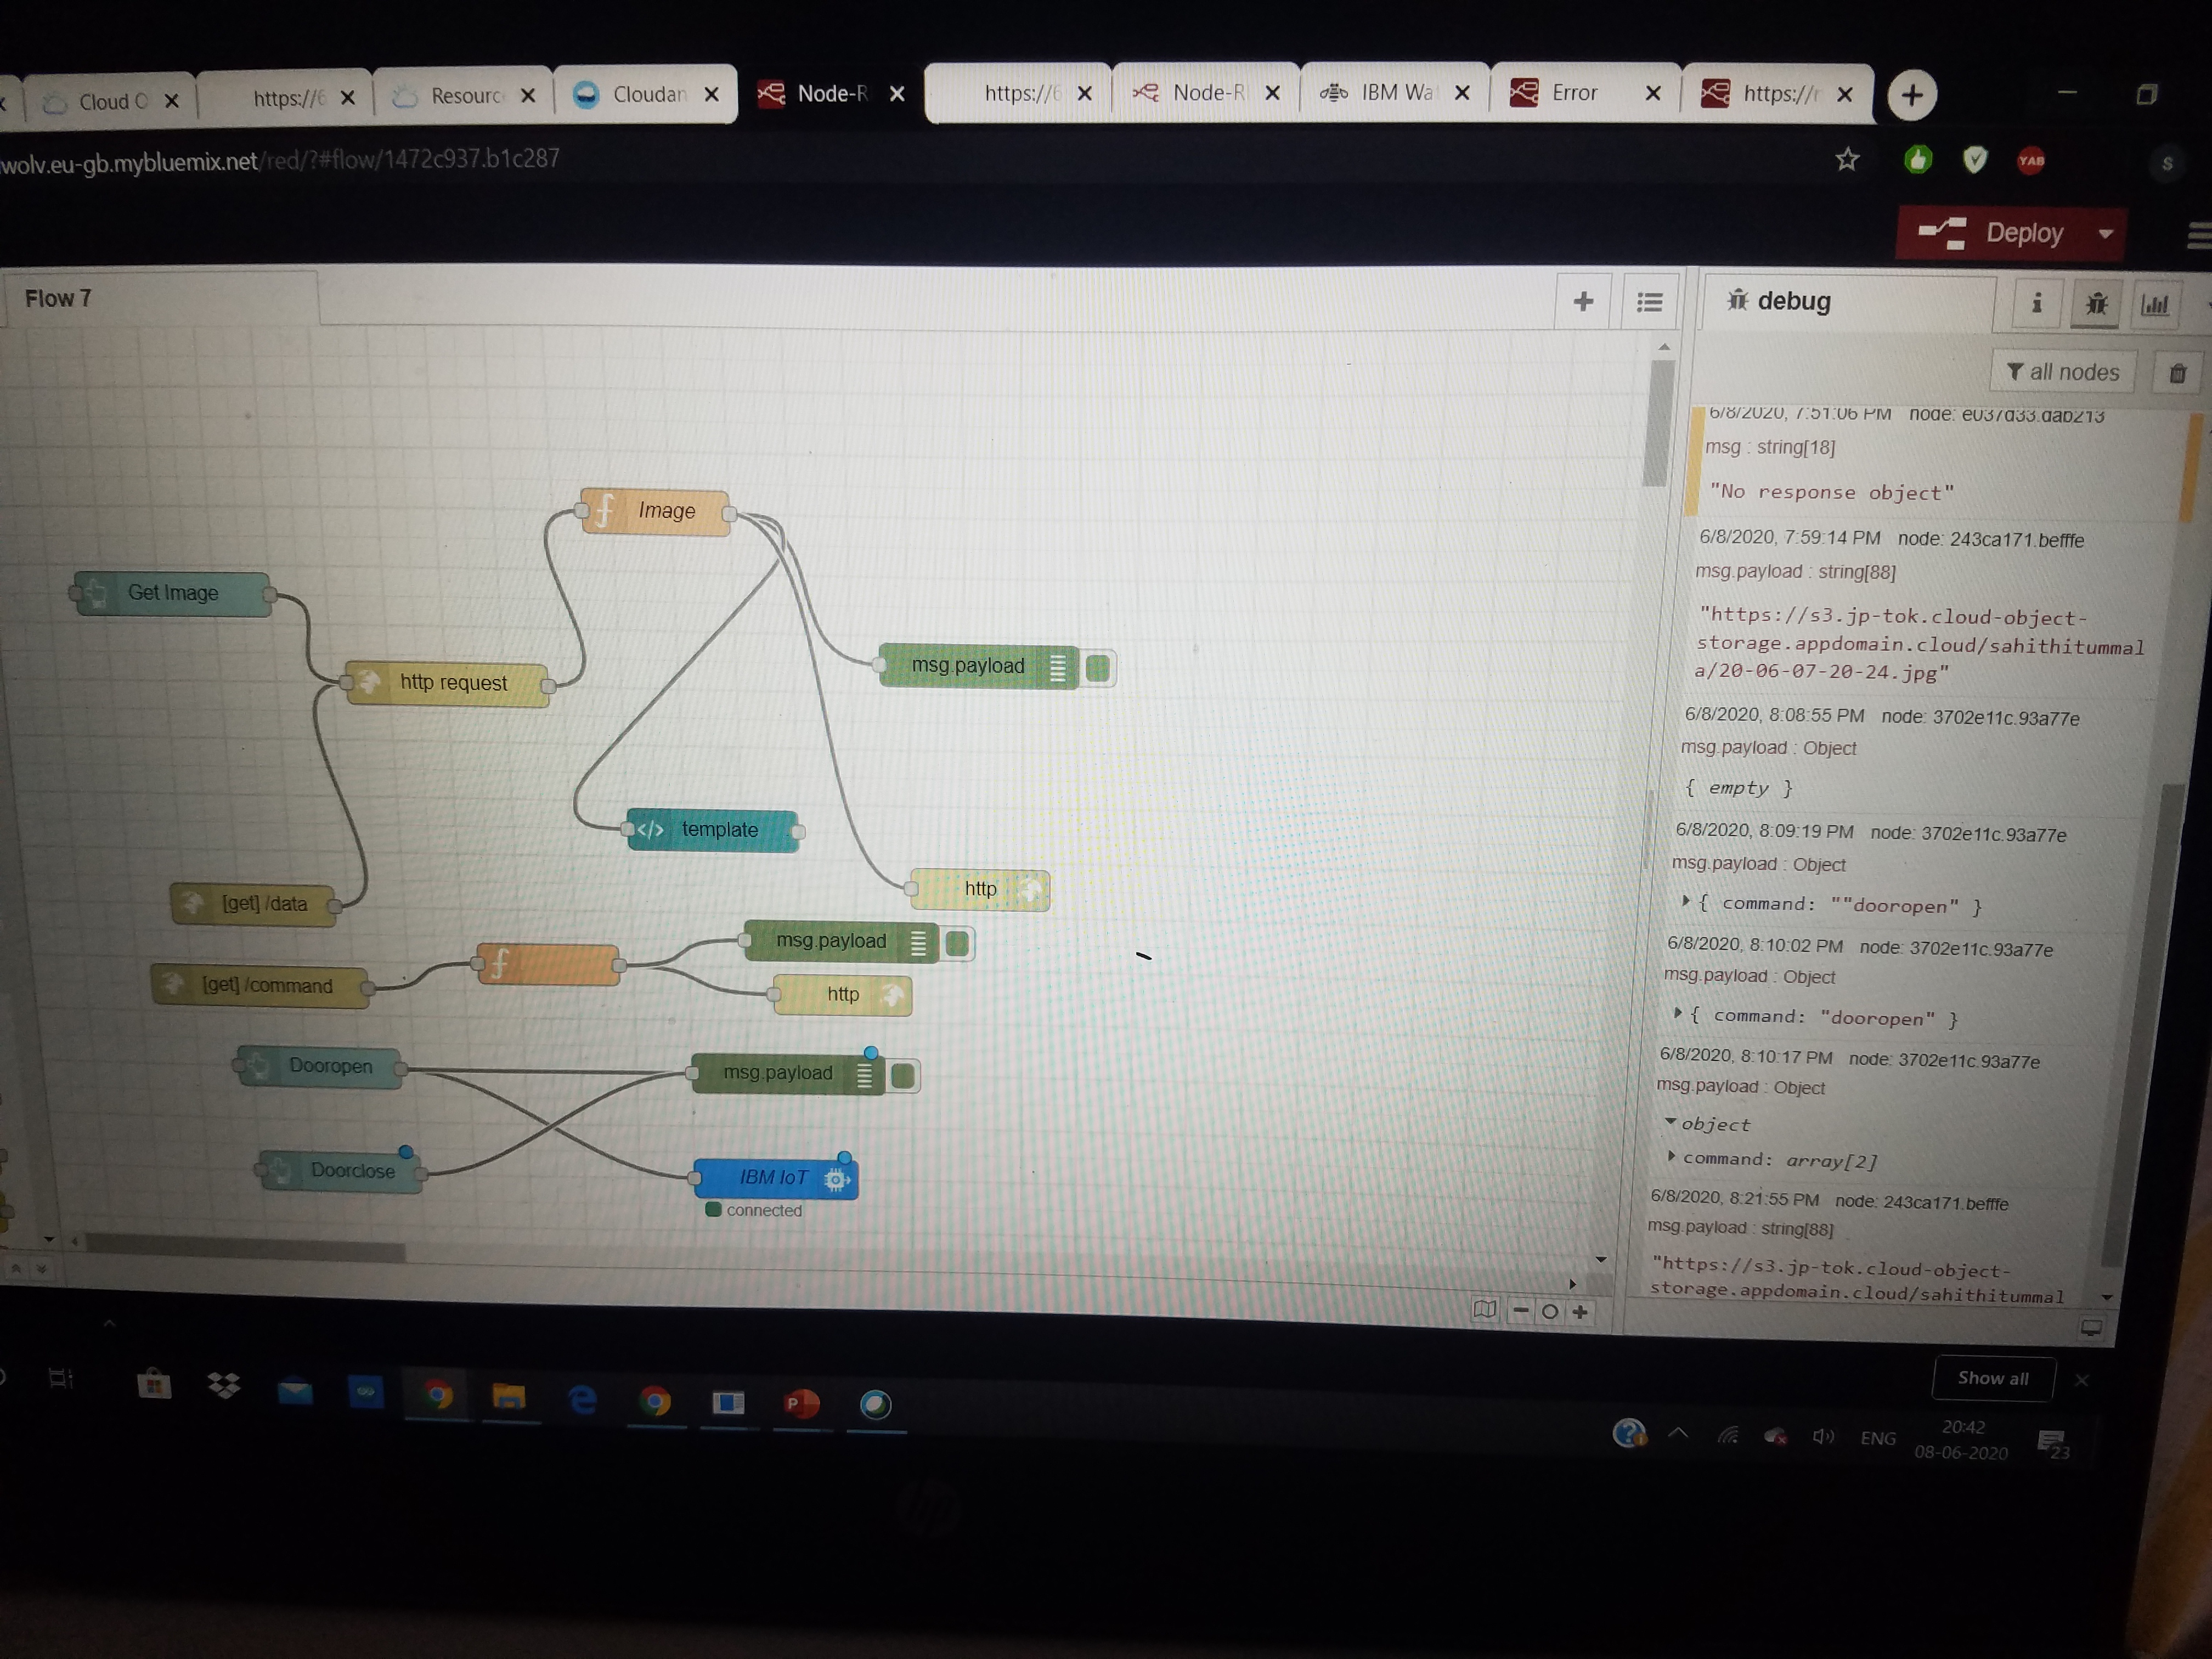 Cloud O
https://6
Resourc
Cloudan
Node-R
https://6
Node-R
IBM Wa
Error
https://r
wolv.eu-gb.mybluemix.net/red/?#flow/1472c937.b1c287
YAB
S
Deploy
Flow 7
debug
all nodes
6/8/2020, 7:51:06 PM node: e037d33.dab213
msg : string[18]
"No response object"
6/8/2020, 7:59:14 PM node: 243ca171.befffe
msg.payload : string[88]
"https://s3.jp-tok.cloud-object-
storage.appdomain.cloud/sahithitummal
a/20-06-07-20-24.jpg"
6/8/2020, 8:08:55 PM node: 3702e11c.93a77e
msg.payload : Object
{ empty }
6/8/2020, 8:09:19 PM node: 3702e11c.93a77e
msg.payload : Object
{ command: ""dooropen" }
6/8/2020, 8:10:02 PM node: 3702e11c.93a77e
msg.payload : Object
{ command: "dooropen" }
6/8/2020, 8:10:17 PM node: 3702e11c.93a77e
msg.payload : Object
object
command: array[2]
6/8/2020, 8:21:55 PM node: 243ca171.befffe
msg.payload : string[88]
"https://s3.jp-tok.cloud-object-
storage.appdomain.cloud/sahithitummal
Image
Get Image
http request
msg.payload
template
http
[get] /data
msg.payload
[get] /command
http
Dooropen
msg.payload
Doorclose
IBM IoT
connected
Show all
ENG
20:42
08-06-2020
23
hp